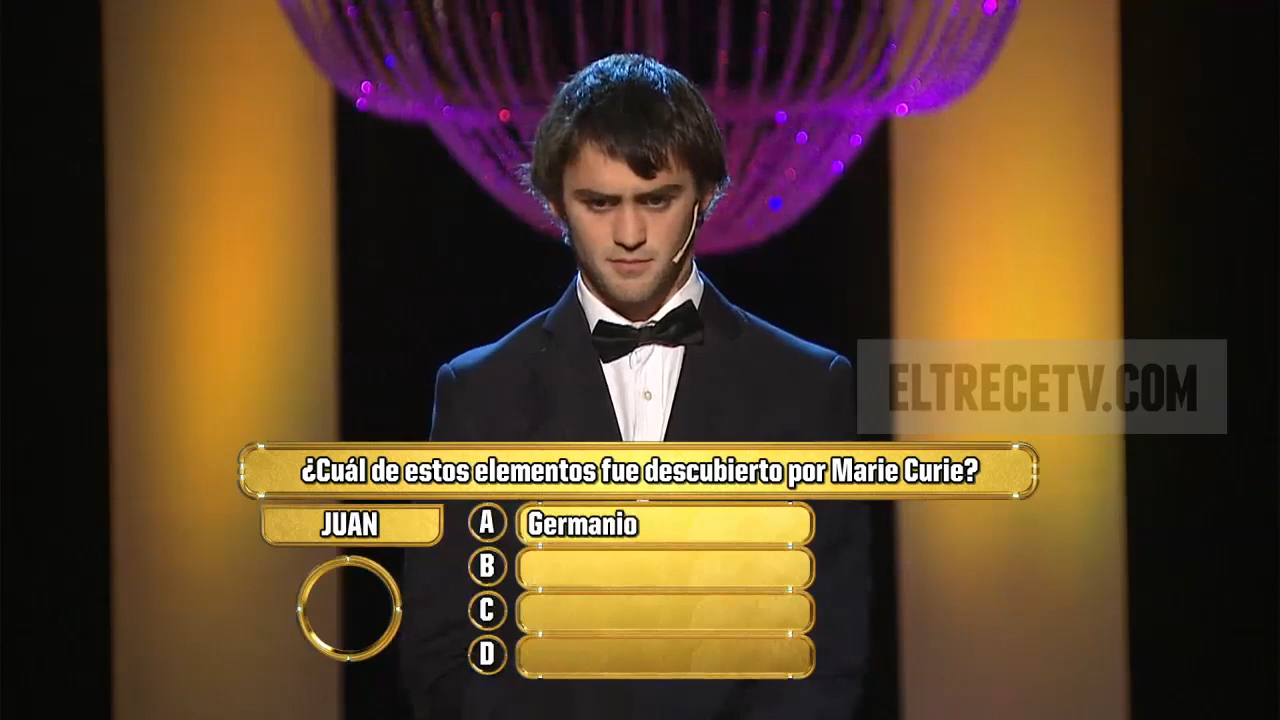 ELTRECETV.COM
¿Cuál de estos elementos fue descubierto por Marie Curie?
JUAN
A Germanio
B
C
D